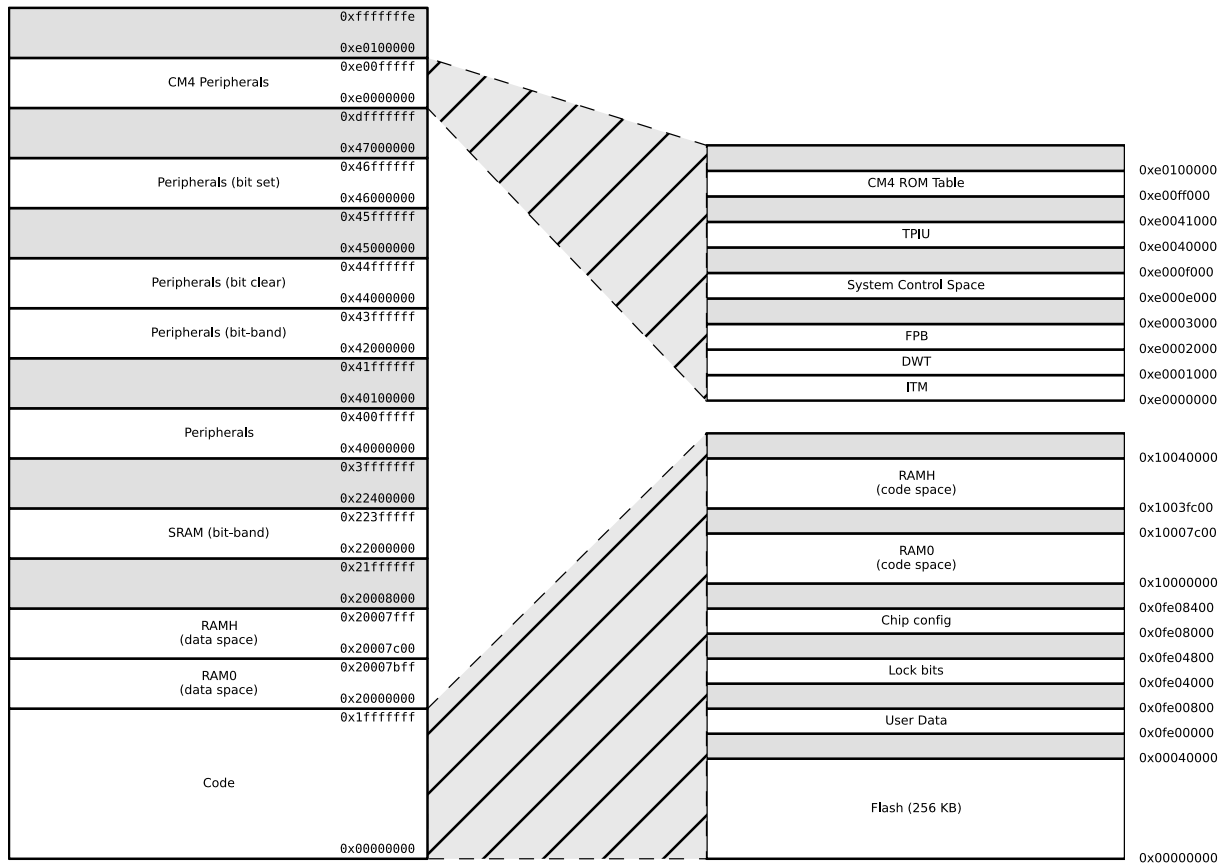 0xfffffffe
0xe0100000
0xe00fffff
CM4 Peripherals
0xe0000000
0xdfffffff
0x47000000
0x46ffffff
Peripherals (bit set)
0x46000000
0x45ffffff
0x45000000
0x44ffffff
Peripherals (bit clear)
0x44000000
0x43ffffff
Peripherals (bit-band)
0x42000000
0x41ffffff
0x40100000
0x400fffff
Peripherals
0x40000000
0x3fffffff
0x22400000
0x223fffff
SRAM (bit-band)
0x22000000
0x21ffffff
0x20008000
0x20007fff
RAMH
(data space)
0x20007c00
0x20007bff
RAM0
(data space)
0x20000000
0x1fffffff
Code
0x00000000
0xe0100000
CM4 ROM Table
0xe00ff000
0xe0041000
TPIU
0xe0040000
0xe000f000
System Control Space
0xe000e000
0xe0003000
FPB
0xe0002000
DWT
0xe0001000
ITM
0xe0000000
0x10040000
RAMH
(code space)
0x1003fc00
0x10007c00
RAM0
(code space)
0x10000000
0x0fe08400
Chip config
0x0fe08000
0x0fe04800
Lock bits
0x0fe04000
0x0fe00800
User Data
0x0fe00000
0x00040000
Flash (256 KB)
0x00000000